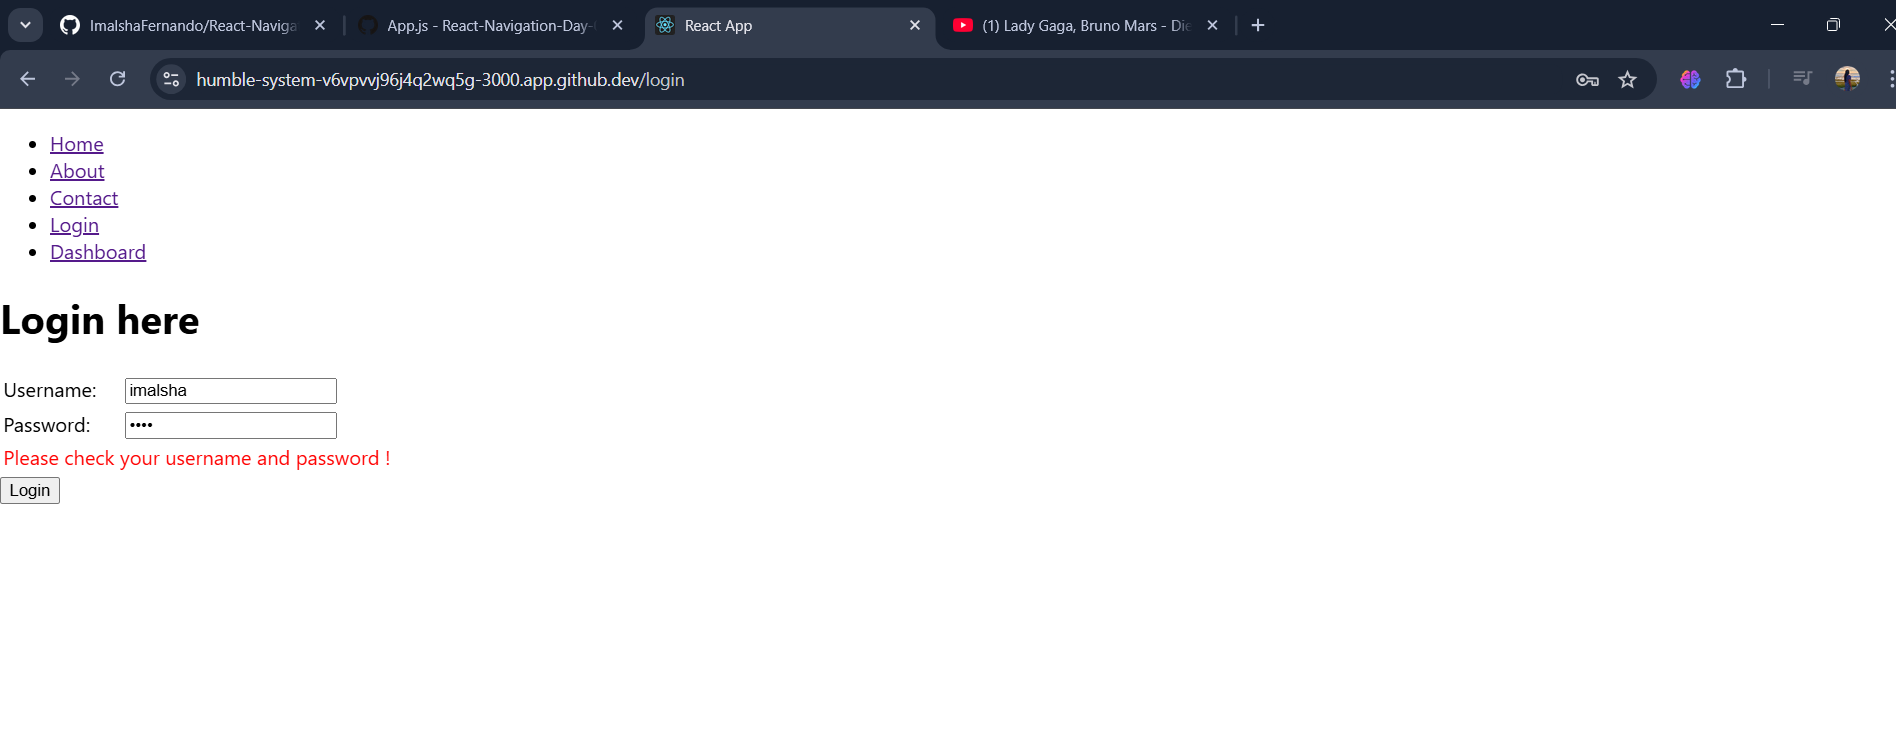 ImalshaFernando/React-Naviga
App.js - React-Navigation-Day-
React App
(1) Lady Gaga, Bruno Mars - Die
humble-system-v6vpvvj96j4q2wq5g-3000.app.github.dev/login
Home
About
Contact
Login
Dashboard
Login here
Username: imalsha
Password: ••••
Please check your username and password !
Login